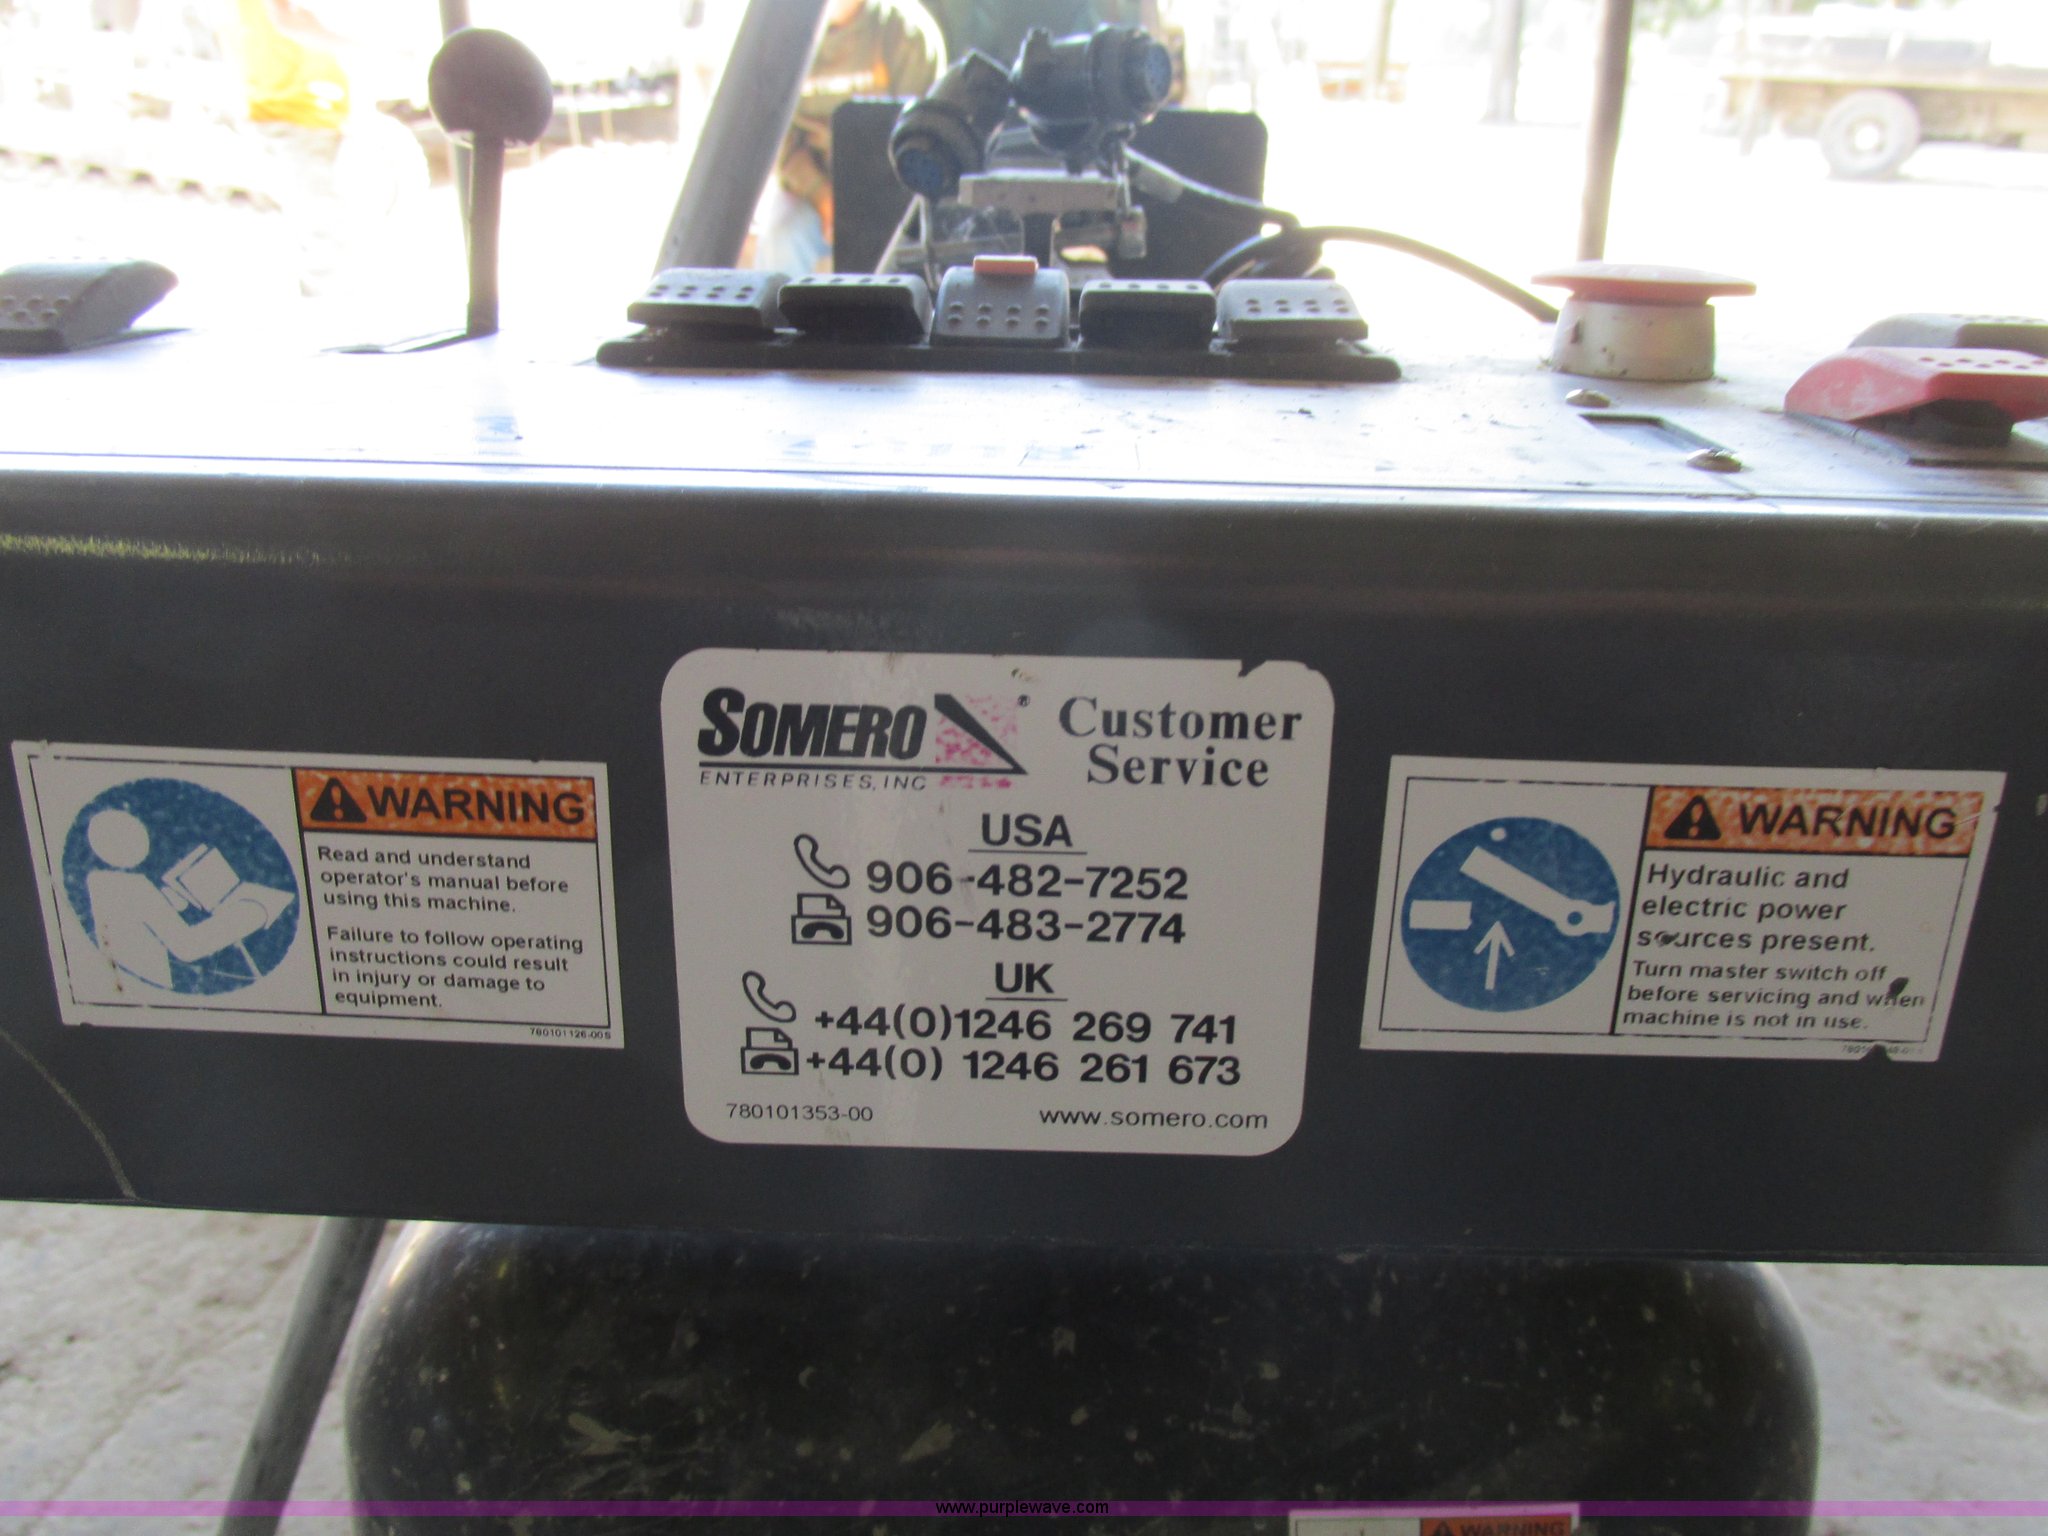 WARNING
Read and understand
operator's manual before
using this machine.
Failure to follow operating
instructions could result
in injury or damage to
equipment.
780101126-00S
SOMERO ®
ENTERPRISES, INC
Customer
Service
USA
906-482-7252
906-483-2774
UK
+44(0)1246 269 741
+44(0) 1246 261 673
780101353-00 www.somero.com
WARNING
Hydraulic and
electric power
sources present.
Turn master switch off
before servicing and when
machine is not in use.
www.purplewave.com
WARNING